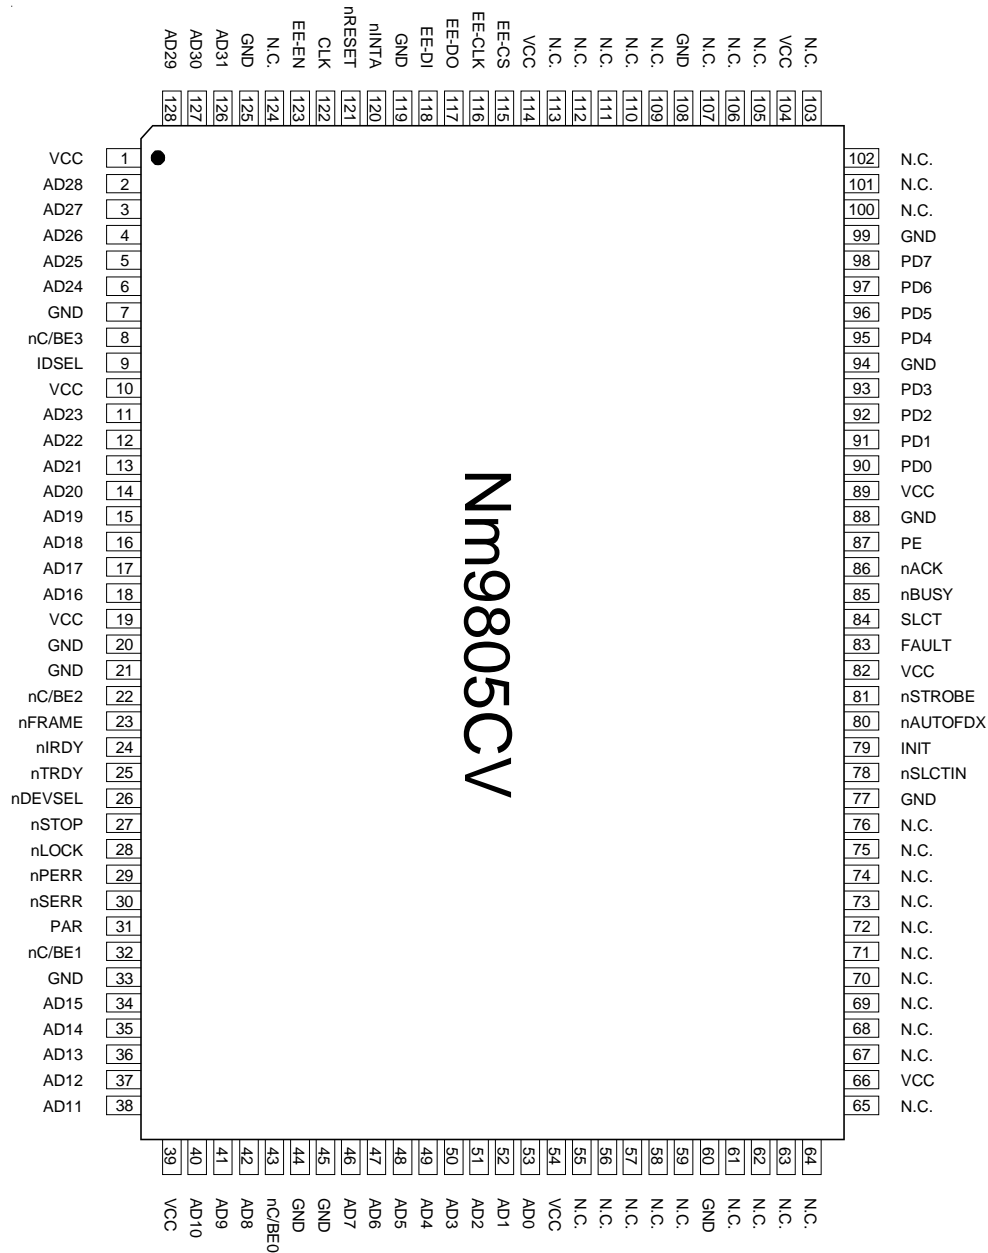 AD29 AD30 AD31 GND N.C. EE-EN CLK nRESET nINTA GND EE-DI EE-DO EE-CLK EE-CS VCC N.C. N.C. N.C. N.C. N.C. GND N.C. N.C. N.C. VCC N.C.
128 127 126 125 124 123 122 121 120 119 118 117 116 115 114 113 112 111 110 109 108 107 106 105 104 103
VCC 1 102 N.C.
AD28 2 101 N.C.
AD27 3 100 N.C.
AD26 4 99 GND
AD25 5 98 PD7
AD24 6 97 PD6
GND 7 96 PD5
nC/BE3 8 95 PD4
IDSEL 9 94 GND
VCC 10 93 PD3
AD23 11 92 PD2
AD22 12 91 PD1
AD21 13 90 PD0
AD20 14 89 VCC
AD19 15 88 GND
AD18 16 87 PE
AD17 17 86 nACK
AD16 18 85 nBUSY
VCC 19 84 SLCT
GND 20 83 FAULT
GND 21 82 VCC
nC/BE2 22 81 nSTROBE
nFRAME 23 80 nAUTOFDX
nIRDY 24 79 INIT
nTRDY 25 78 nSLCTIN
nDEVSEL 26 77 GND
nSTOP 27 76 N.C.
nLOCK 28 75 N.C.
nPERR 29 74 N.C.
nSERR 30 73 N.C.
PAR 31 72 N.C.
nC/BE1 32 71 N.C.
GND 33 70 N.C.
AD15 34 69 N.C.
AD14 35 68 N.C.
AD13 36 67 N.C.
AD12 37 66 VCC
AD11 38 65 N.C.
Nm9805CV
39 40 41 42 43 44 45 46 47 48 49 50 51 52 53 54 55 56 57 58 59 60 61 62 63 64
VCC AD10 AD9 AD8 nC/BE0 GND GND AD7 AD6 AD5 AD4 AD3 AD2 AD1 AD0 VCC N.C. N.C. N.C. N.C. N.C. GND N.C. N.C. N.C. N.C.